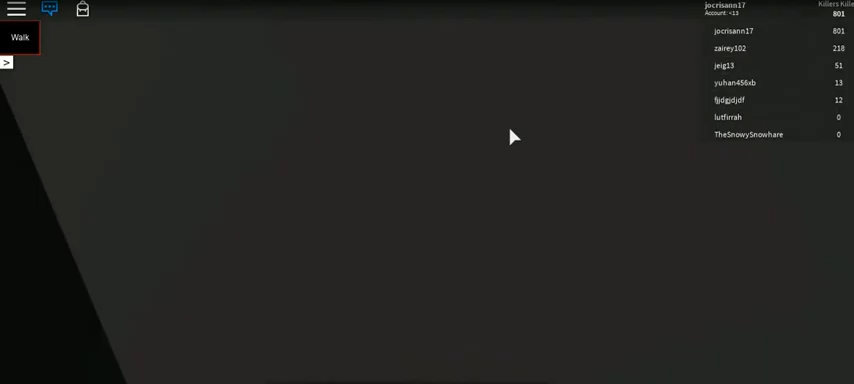 jocrisann17
Account: <13
Killers Kille
801
Walk
>
jocrisann17 801
zairey102 218
jeig13 51
yuhan456xb 13
fjjdgjdjdf 12
lutfirrah 0
TheSnowySnowhare 0